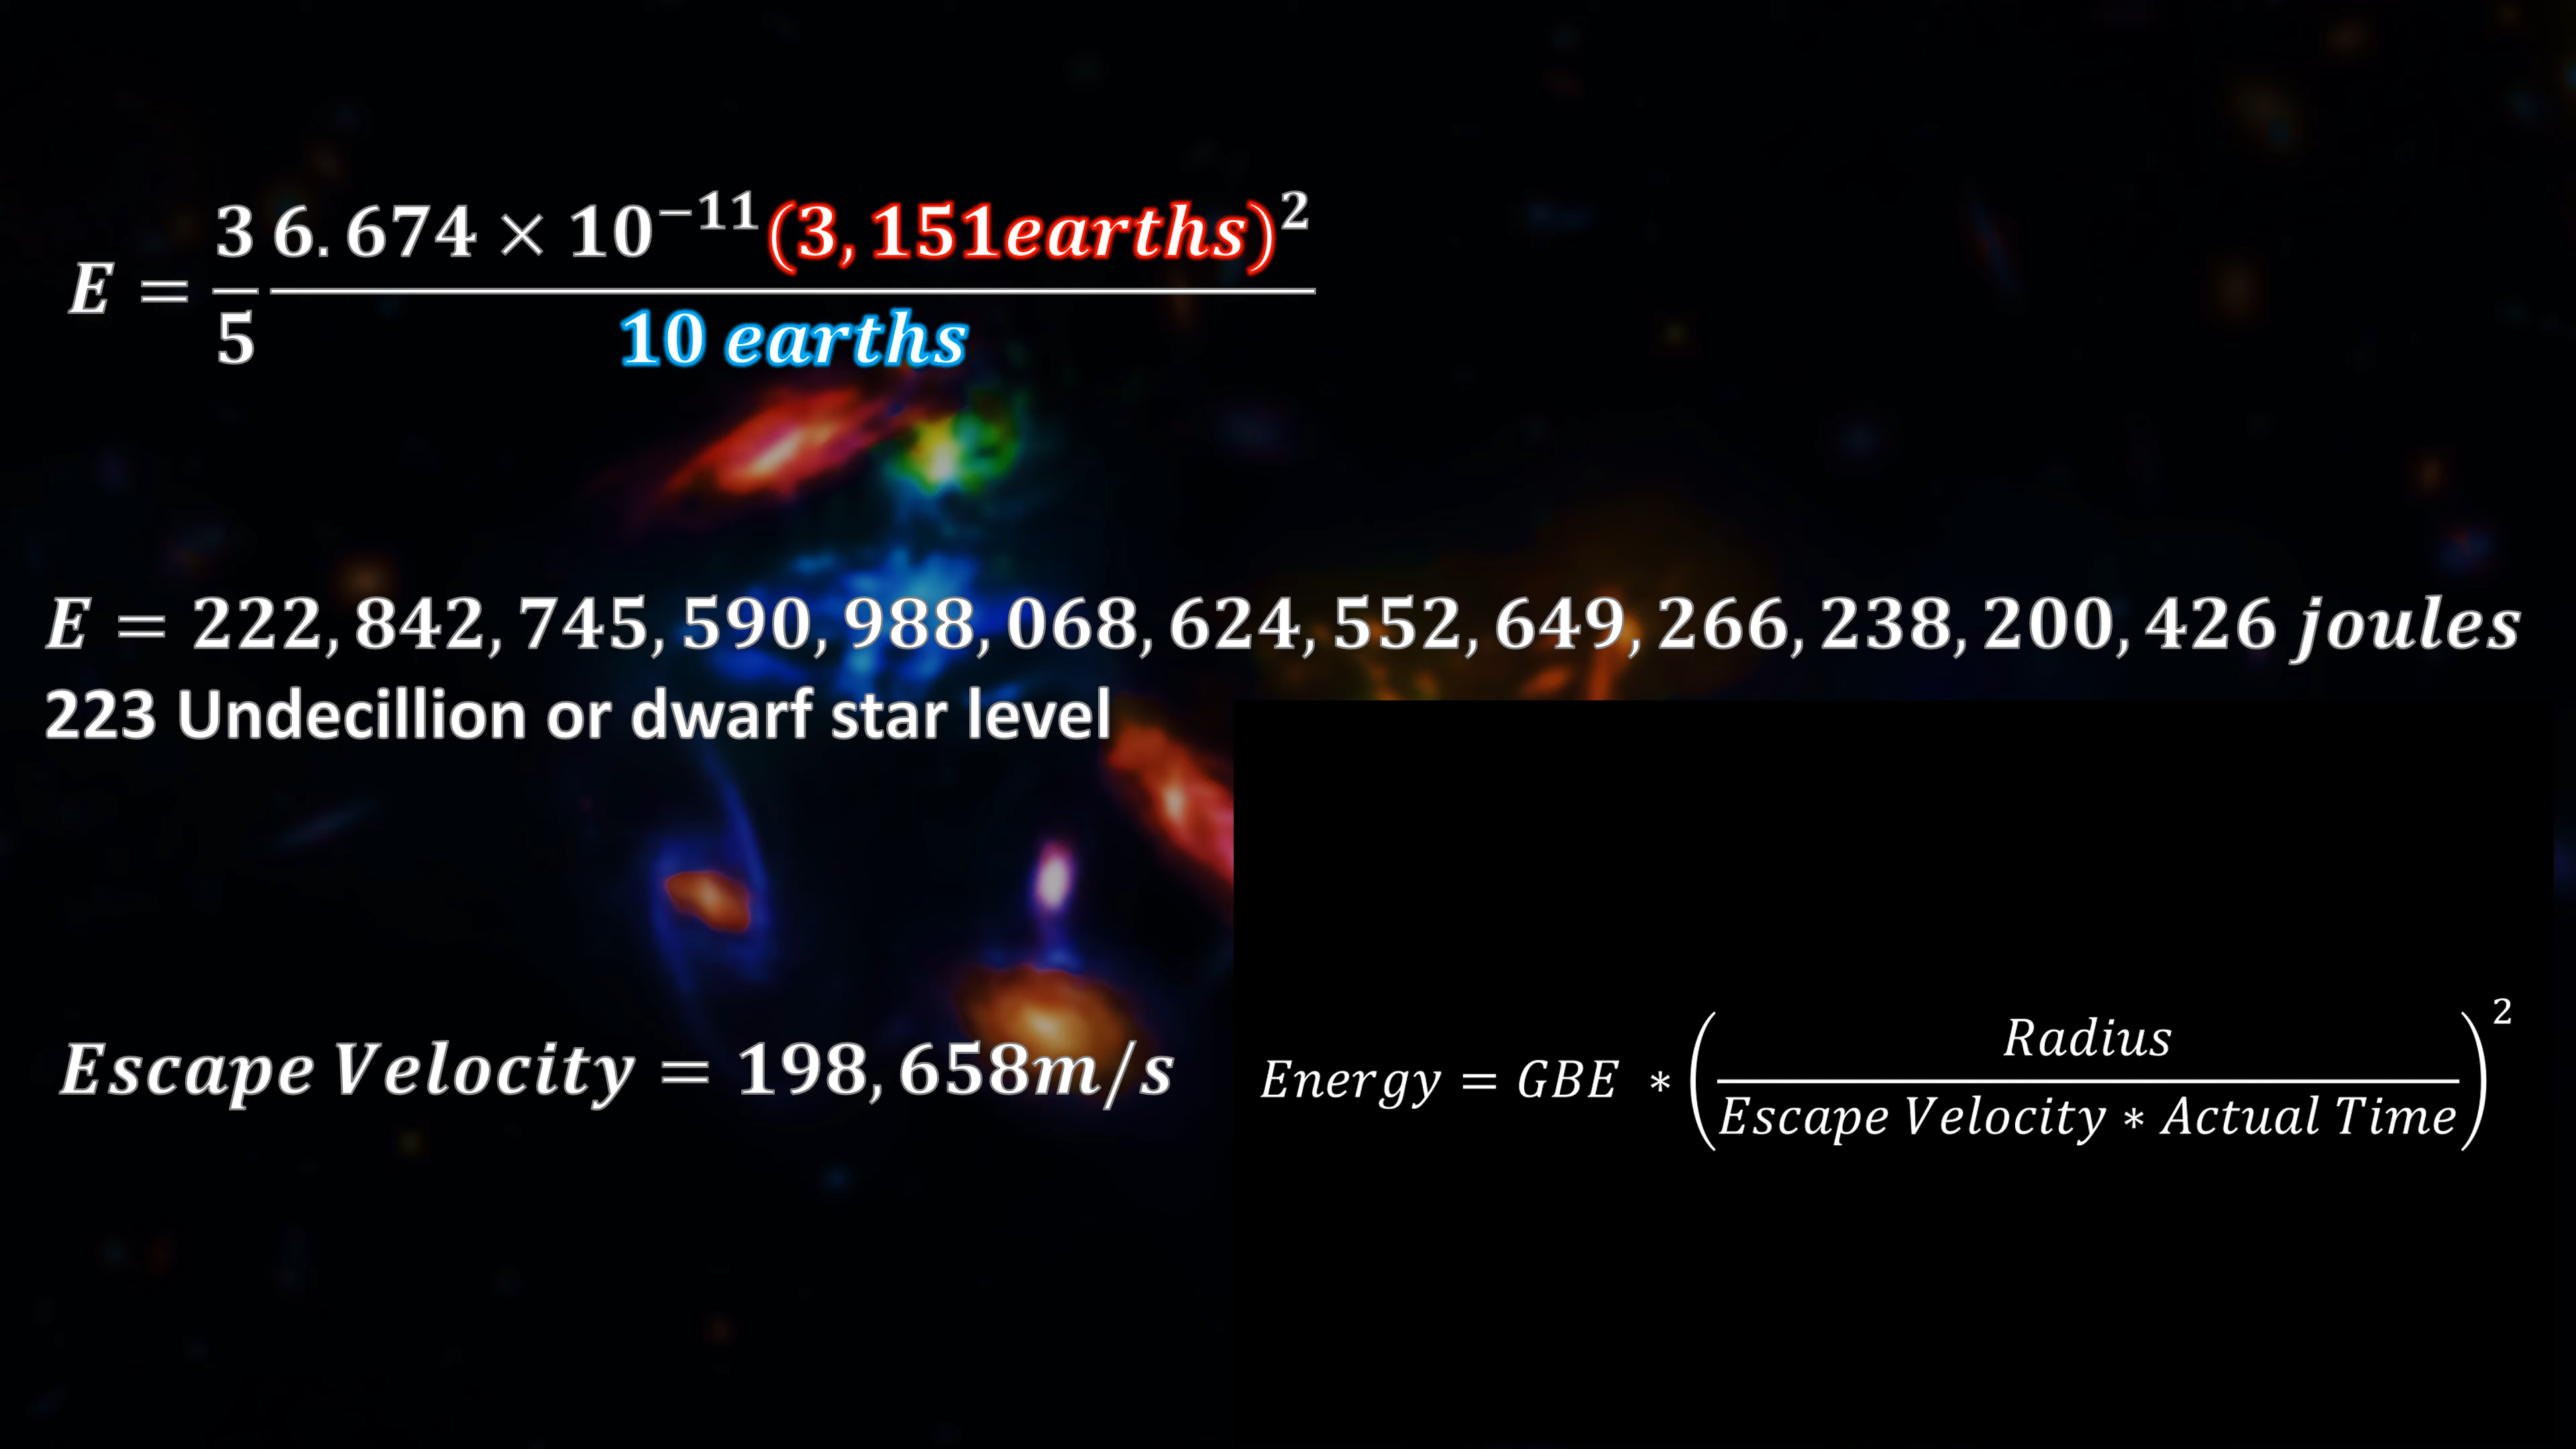 E = 3/5 6.674 × 10⁻¹¹(3,151earths)² / 10 earths
E = 222,842,745,590,988,068,624,552,649,266,238,200,426 joules
223 Undecillion or dwarf star level
Escape Velocity = 198,658m/s
Energy = GBE * (Radius / Escape Velocity * Actual Time)²